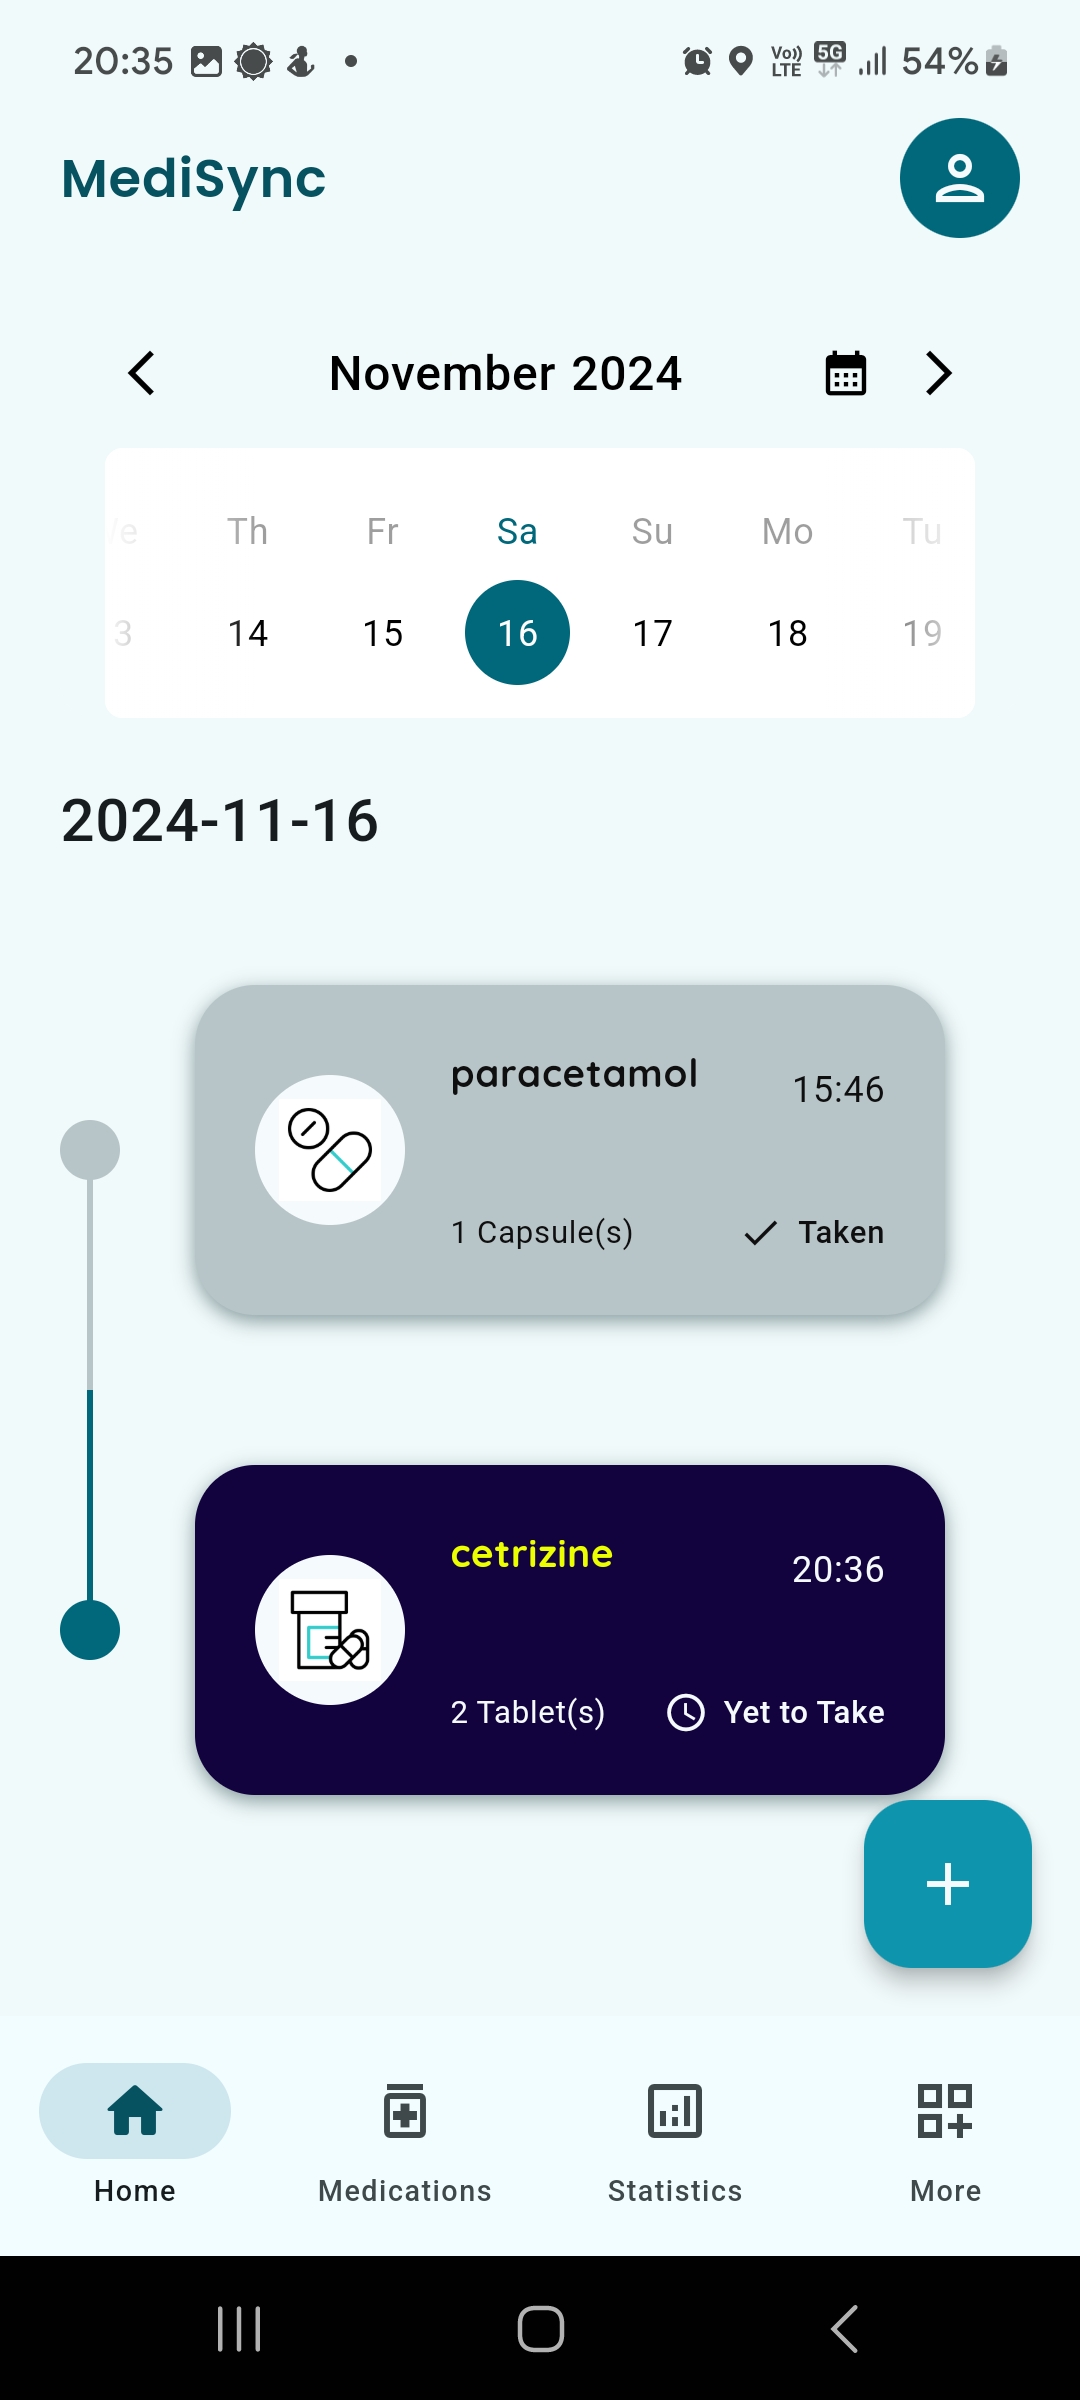 20:35 Vo)) LTE 5G 54%
MediSync
November 2024
Th Fr Sa Su Mo Tu
3 14 15 16 17 18 19
2024-11-16
paracetamol 15:46
1 Capsule(s) Taken
cetrizine 20:36
2 Tablet(s) Yet to Take
Home Medications Statistics More